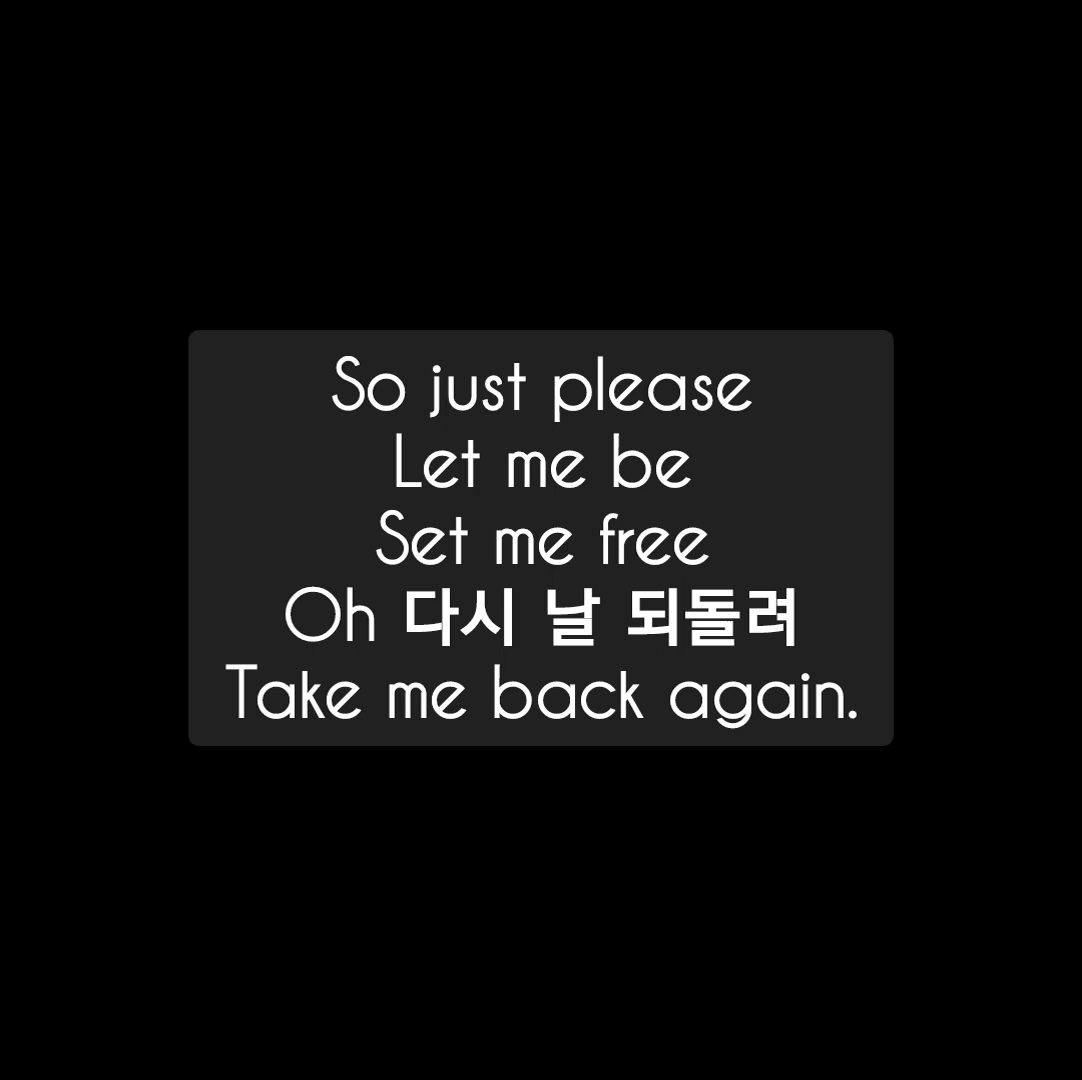 So just please
Let me be
Set me free
Oh 다시 날 되돌려
Take me back again.